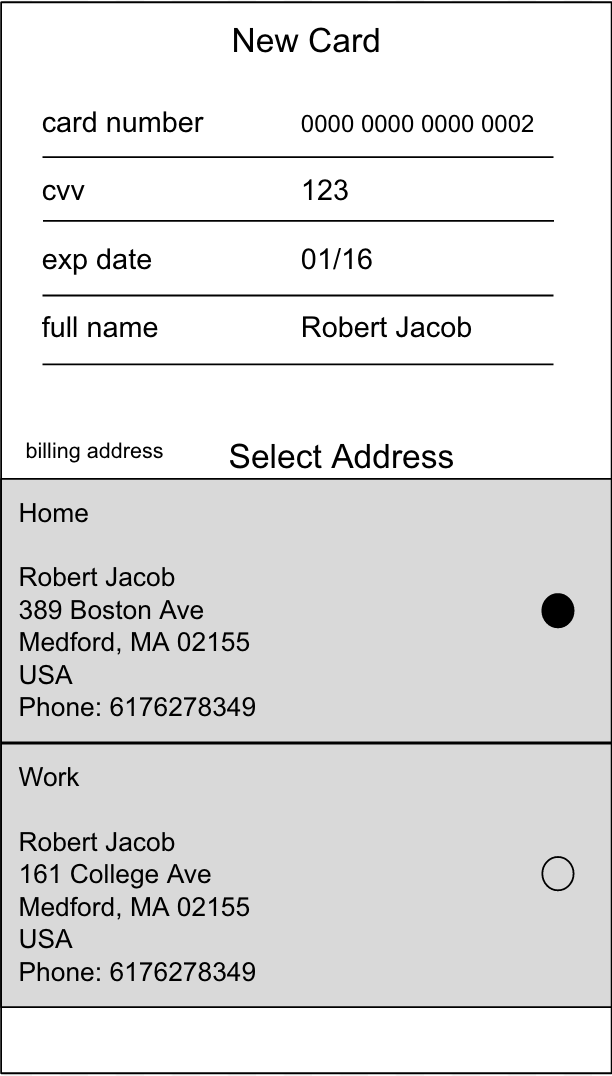 New Card
card number 0000 0000 0000 0002
cvv 123
exp date 01/16
full name Robert Jacob
billing address Select Address
Home
Robert Jacob
389 Boston Ave
Medford, MA 02155
USA
Phone: 6176278349
Work
Robert Jacob
161 College Ave
Medford, MA 02155
USA
Phone: 6176278349